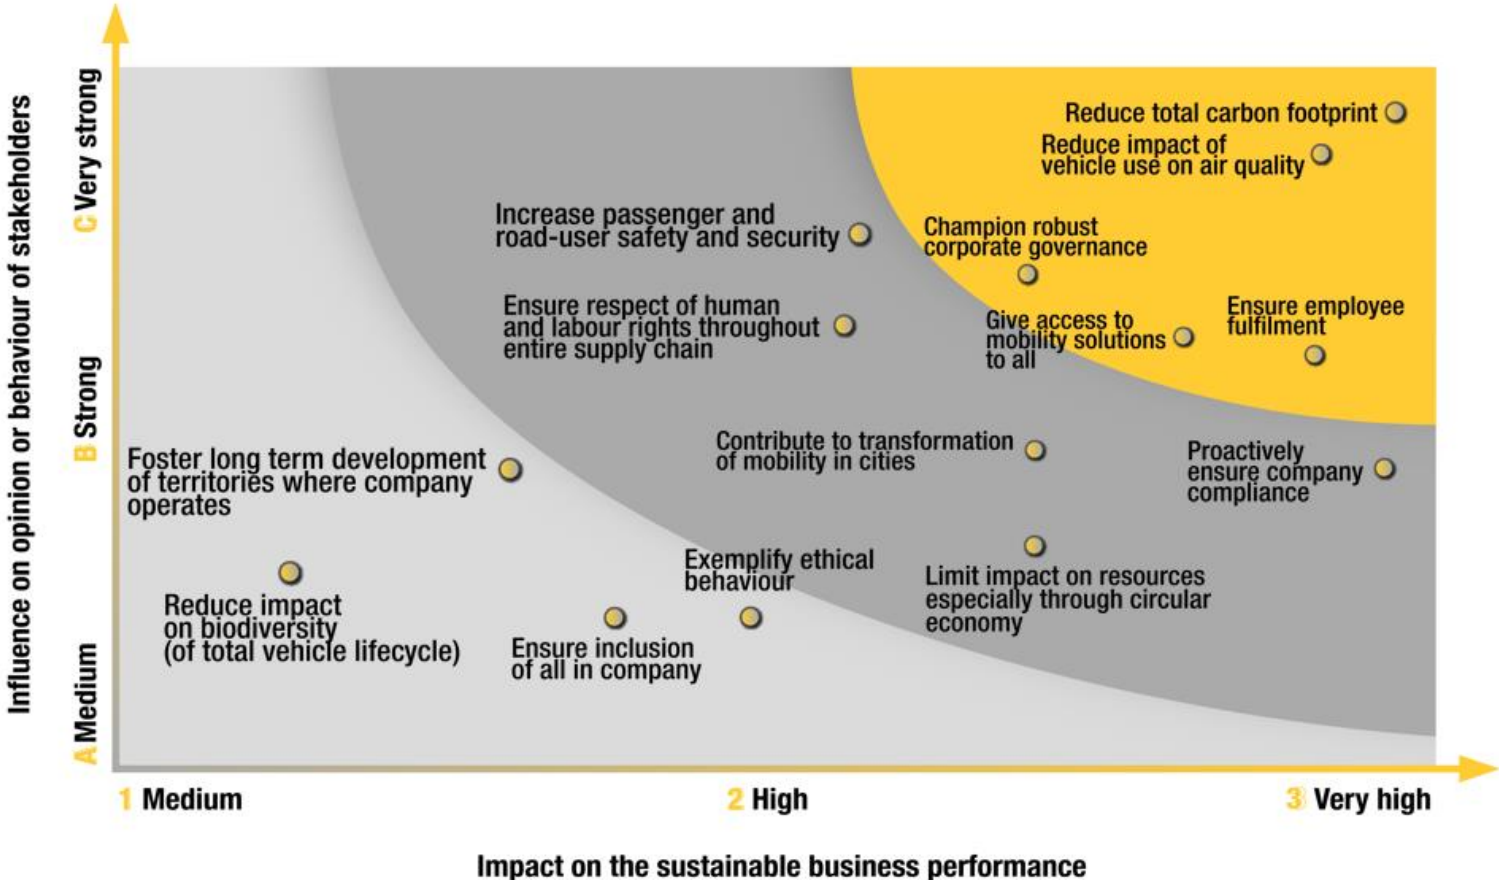 Influence on opinion or behaviour of stakeholders
C Very strong
B Strong
A Medium
Reduce total carbon footprint
Reduce impact of
vehicle use on air quality
Increase passenger and
road-user safety and security
Champion robust
corporate governance
Ensure respect of human
and labour rights throughout
entire supply chain
Give access to
mobility solutions
to all
Ensure employee
fulfilment
Contribute to transformation
of mobility in cities
Proactively
ensure company
compliance
Foster long term development
of territories where company
operates
Exemplify ethical
behaviour
Limit impact on resources
especially through circular
economy
Reduce impact
on biodiversity
(of total vehicle lifecycle)
Ensure inclusion
of all in company
1 Medium
2 High
3 Very high
Impact on the sustainable business performance